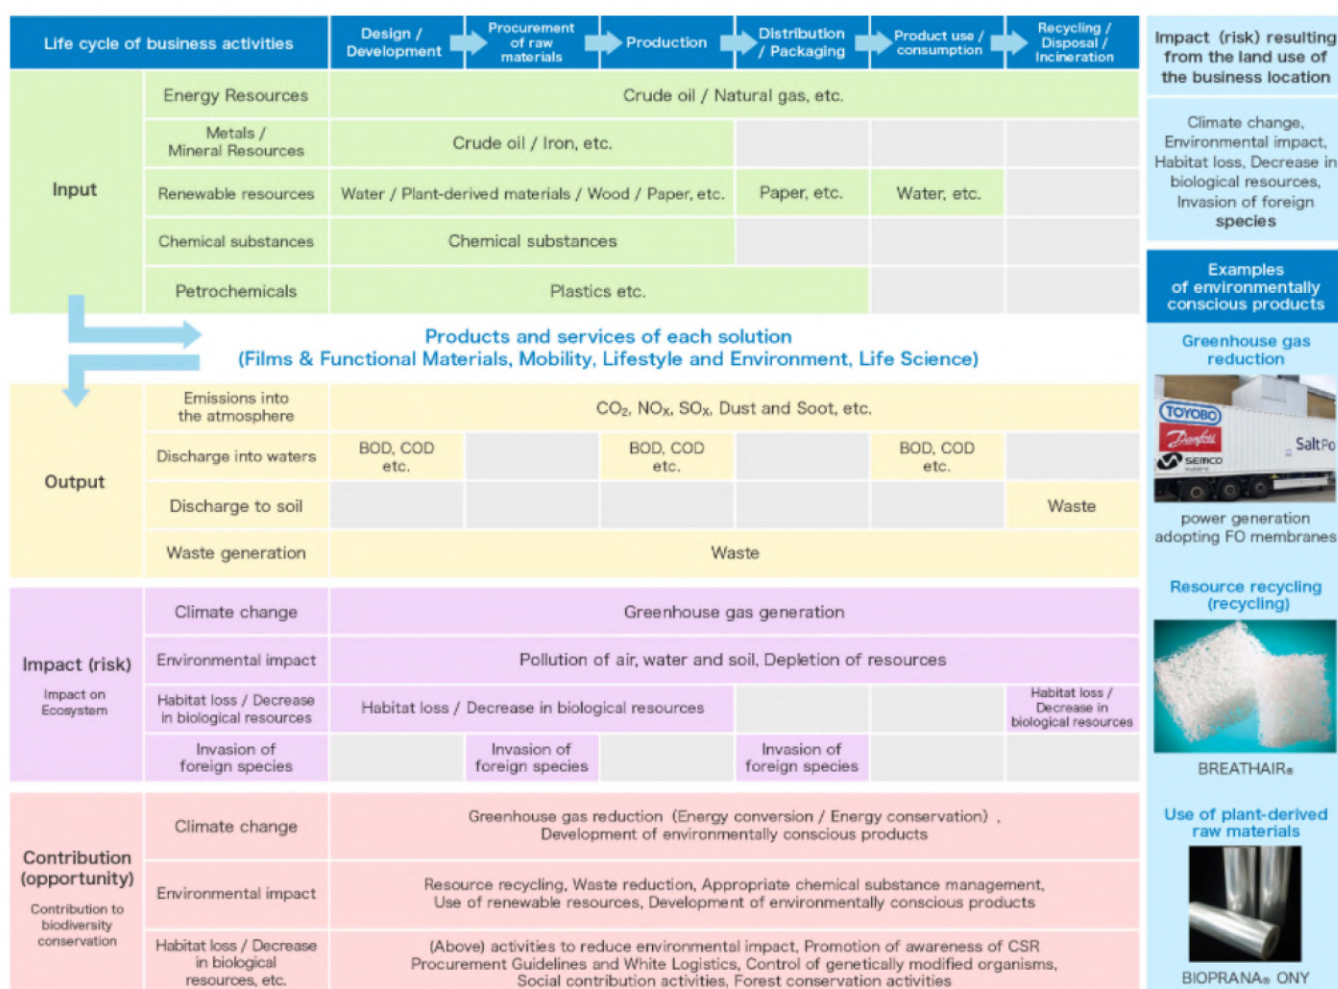 Life cycle of business activities
Design /
Development
Procurement
of raw
materials
Production
Distribution
/ Packaging
Product use /
consumption
Recycling /
Disposal /
Incineration
Input
Energy Resources
Crude oil / Natural gas, etc.
Metals /
Mineral Resources
Crude oil / Iron, etc.
Renewable resources
Water / Plant-derived materials / Wood / Paper, etc.
Paper, etc.
Water, etc.
Chemical substances
Chemical substances
Petrochemicals
Plastics etc.
Products and services of each solution
(Films & Functional Materials, Mobility, Lifestyle and Environment, Life Science)
Output
Emissions into
the atmosphere
CO₂, NOₓ, SOₓ, Dust and Soot, etc.
Discharge into waters
BOD, COD
etc.
BOD, COD
etc.
BOD, COD
etc.
Discharge to soil
Waste
Waste generation
Waste
Impact (risk)
Impact on
Ecosystem
Climate change
Greenhouse gas generation
Environmental impact
Pollution of air, water and soil, Depletion of resources
Habitat loss / Decrease
in biological resources
Habitat loss / Decrease in biological resources
Habitat loss /
Decrease in
biological resources
Invasion of
foreign species
Invasion of
foreign species
Invasion of
foreign species
Contribution
(opportunity)
Contribution to
biodiversity
conservation
Climate change
Greenhouse gas reduction (Energy conversion / Energy conservation) ,
Development of environmentally conscious products
Environmental impact
Resource recycling, Waste reduction, Appropriate chemical substance management,
Use of renewable resources, Development of environmentally conscious products
Habitat loss / Decrease
in biological
resources, etc.
(Above) activities to reduce environmental impact, Promotion of awareness of CSR
Procurement Guidelines and White Logistics, Control of genetically modified organisms,
Social contribution activities, Forest conservation activities
Impact (risk) resulting
from the land use of
the business location
Climate change,
Environmental impact,
Habitat loss, Decrease in
biological resources,
Invasion of foreign
species
Examples
of environmentally
conscious products
Greenhouse gas
reduction
TOYOBO
Danfoss
SEMCO
SaltPo
power generation
adopting FO membranes
Resource recycling
(recycling)
BREATHAIR®
Use of plant-derived
raw materials
BIOPRANA® ONY